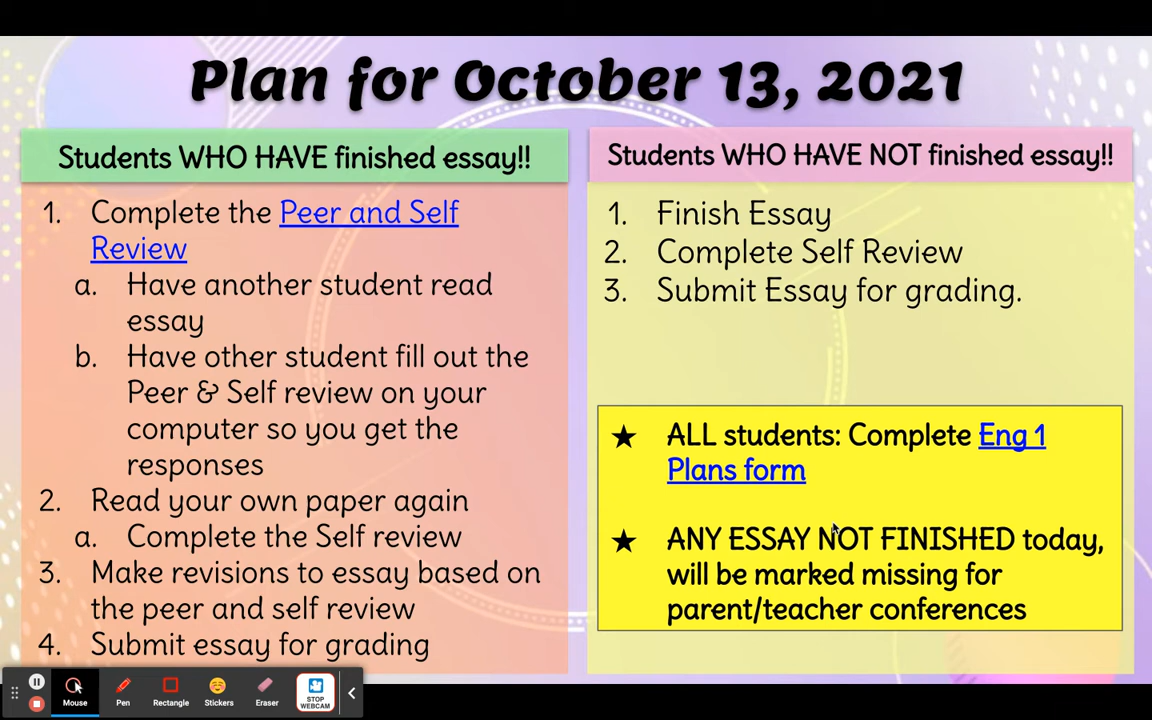 Plan for October 13, 2021
Students WHO HAVE finished essay!!
1. Complete the Peer and Self
Review
a. Have another student read
essay
b. Have other student fill out the
Peer & Self review on your
computer so you get the
responses
2. Read your own paper again
a. Complete the Self review
3. Make revisions to essay based on
the peer and self review
4. Submit essay for grading
Students WHO HAVE NOT finished essay!!
1. Finish Essay
2. Complete Self Review
3. Submit Essay for grading.
★ ALL students: Complete Eng 1
Plans form
★ ANY ESSAY NOT FINISHED today,
will be marked missing for
parent/teacher conferences
Mouse
Pen
Rectangle
Stickers
Eraser
STOP
WEBCAM